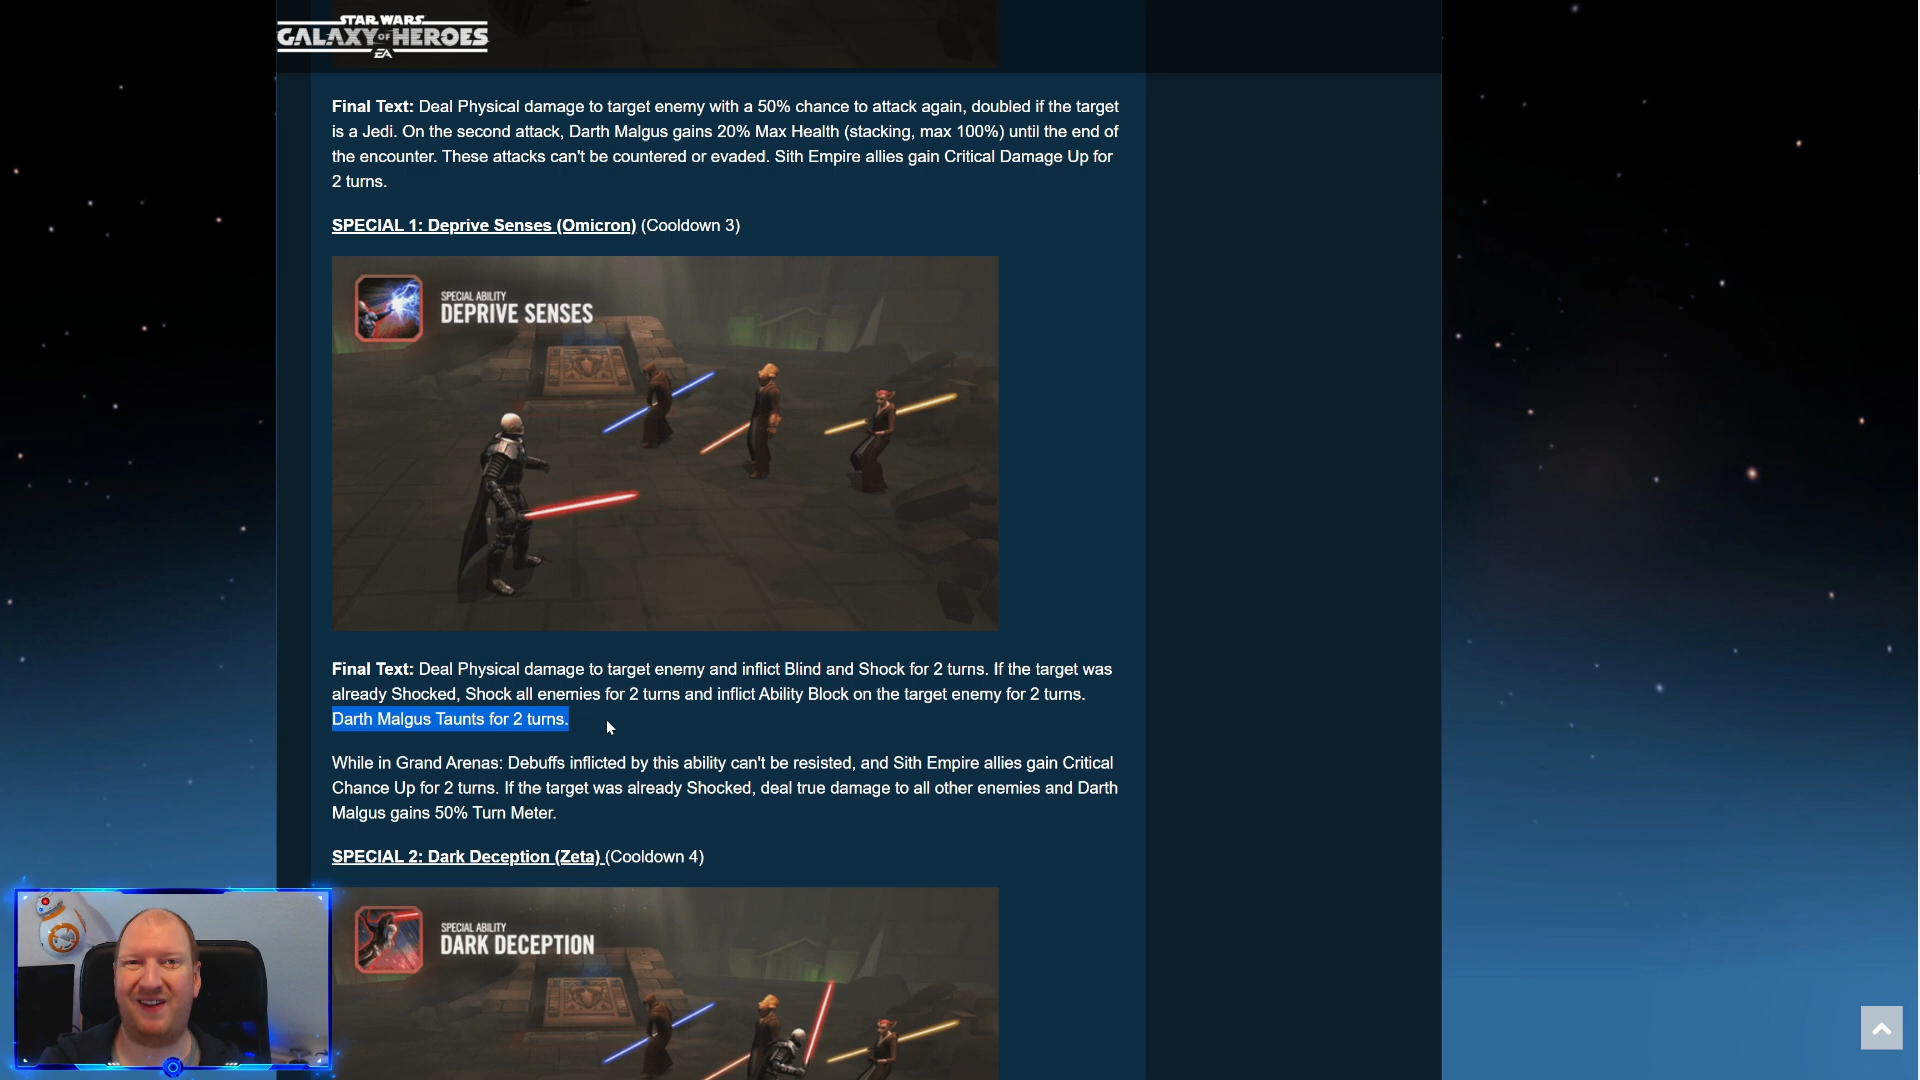 STAR WARS
GALAXY OF HEROES
EA
Final Text: Deal Physical damage to target enemy with a 50% chance to attack again, doubled if the target
is a Jedi. On the second attack, Darth Malgus gains 20% Max Health (stacking, max 100%) until the end of
the encounter. These attacks can't be countered or evaded. Sith Empire allies gain Critical Damage Up for
2 turns.
SPECIAL 1: Deprive Senses (Omicron) (Cooldown 3)
SPECIAL ABILITY
DEPRIVE SENSES
Final Text: Deal Physical damage to target enemy and inflict Blind and Shock for 2 turns. If the target was
already Shocked, Shock all enemies for 2 turns and inflict Ability Block on the target enemy for 2 turns.
Darth Malgus Taunts for 2 turns.
While in Grand Arenas: Debuffs inflicted by this ability can't be resisted, and Sith Empire allies gain Critical
Chance Up for 2 turns. If the target was already Shocked, deal true damage to all other enemies and Darth
Malgus gains 50% Turn Meter.
SPECIAL 2: Dark Deception (Zeta) (Cooldown 4)
SPECIAL ABILITY
DARK DECEPTION